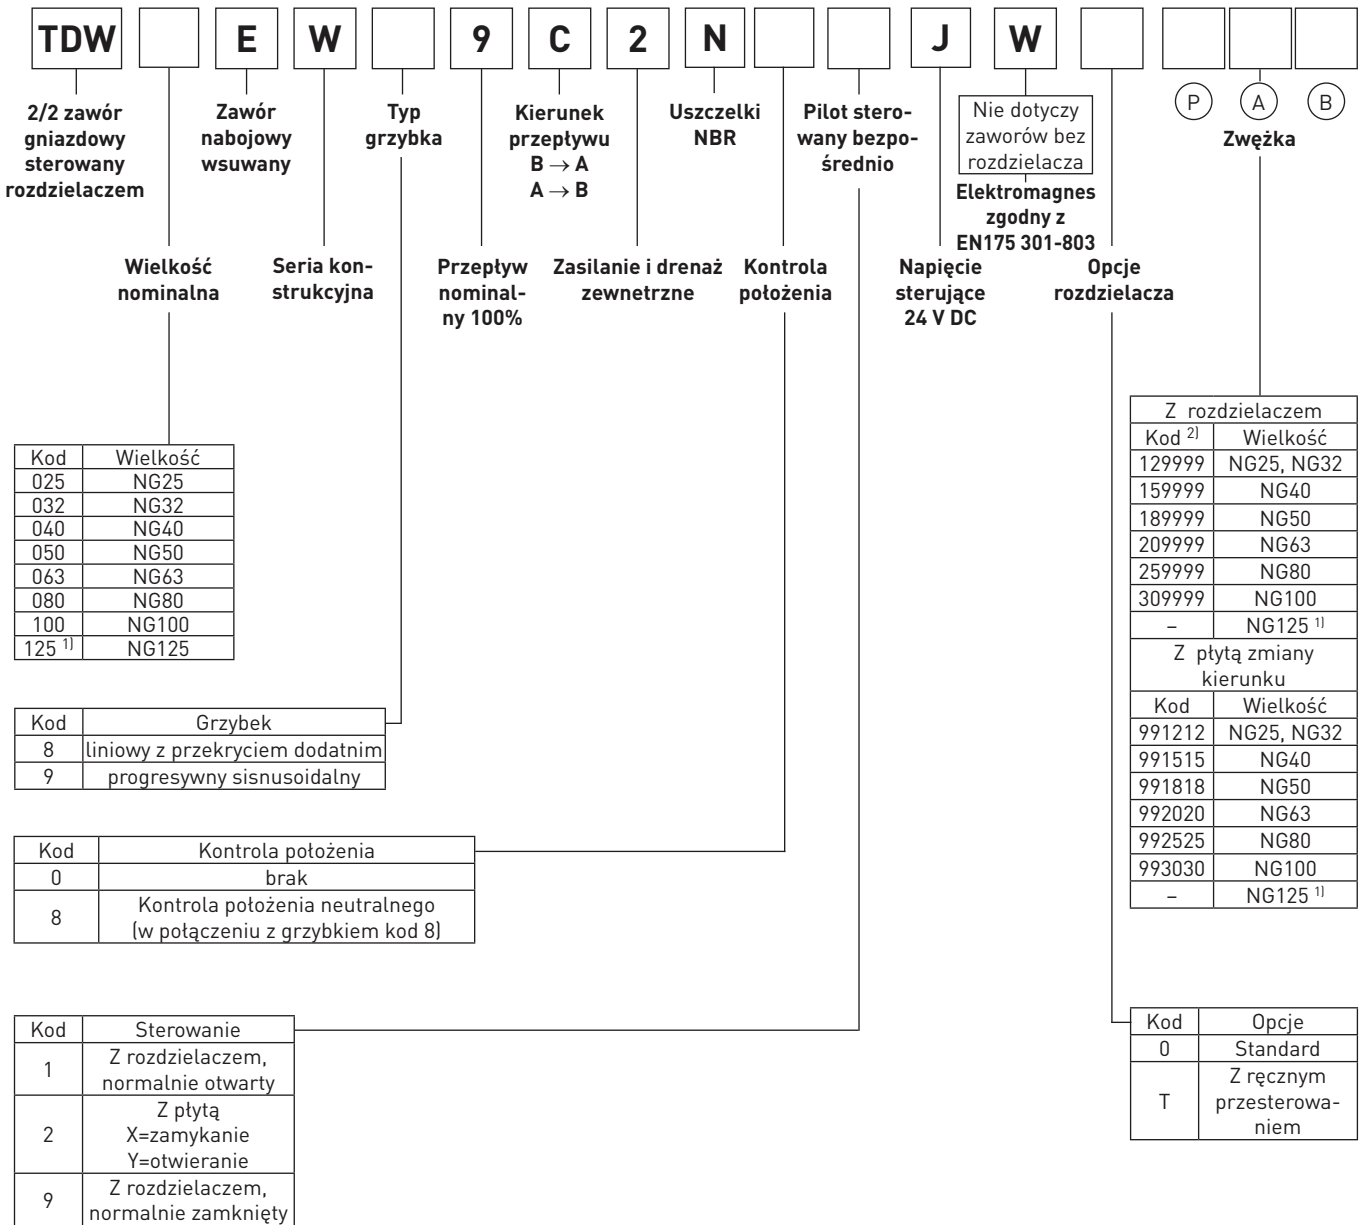 TDW E W 9 C 2 N J W
P A B
2/2 zawór
gniazdowy
sterowany
rozdzielaczem
Zawór
nabojowy
wsuwany
Typ
grzybka
Kierunek
przepływu
B → A
A → B
Uszczelki
NBR
Pilot stero-
wany bezpo-
średnio
Nie dotyczy
zaworów bez
rozdzielacza
Elektromagnes
zgodny z
EN175 301-803
Zwężka
Wielkość
nominalna
Seria kon-
strukcyjna
Przepływ
nominal-
ny 100%
Zasilanie i drenaż
zewnetrzne
Kontrola
położenia
Napięcie
sterujące
24 V DC
Opcje
rozdzielacza
Kod Wielkość
025 NG25
032 NG32
040 NG40
050 NG50
063 NG63
080 NG80
100 NG100
125 1) NG125
Kod Grzybek
8 liniowy z przekryciem dodatnim
9 progresywny sisnusoidalny
Kod Kontrola położenia
0 brak
8 Kontrola położenia neutralnego
(w połączeniu z grzybkiem kod 8)
Kod Sterowanie
1 Z rozdzielaczem,
normalnie otwarty
2 Z płytą
X=zamykanie
Y=otwieranie
9 Z rozdzielaczem,
normalnie zamknięty
Z rozdzielaczem
Kod 2) Wielkość
129999 NG25, NG32
159999 NG40
189999 NG50
209999 NG63
259999 NG80
309999 NG100
– NG125 1)
Z płytą zmiany
kierunku
Kod Wielkość
991212 NG25, NG32
991515 NG40
991818 NG50
992020 NG63
992525 NG80
993030 NG100
– NG125 1)
Kod Opcje
0 Standard
T Z ręcznym
przesterowa-
niem